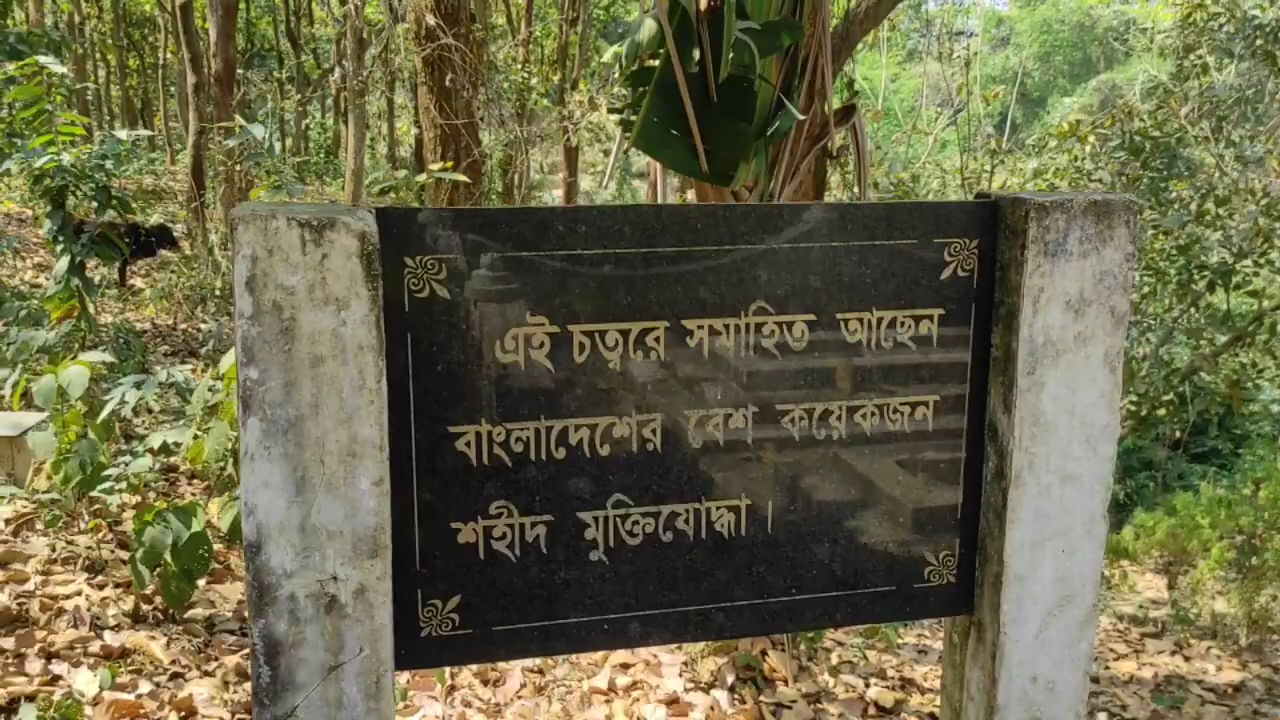 এই চত্বরে সমাহিত আছেন
বাংলাদেশের বেশ কয়েকজন
শহীদ মুক্তিযোদ্ধা।